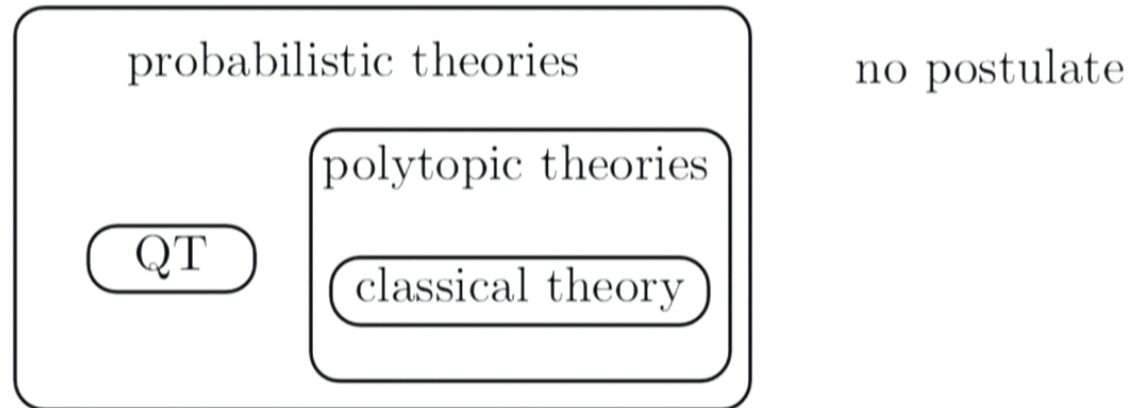 probabilistic theories
no postulate
polytopic theories
QT
classical theory